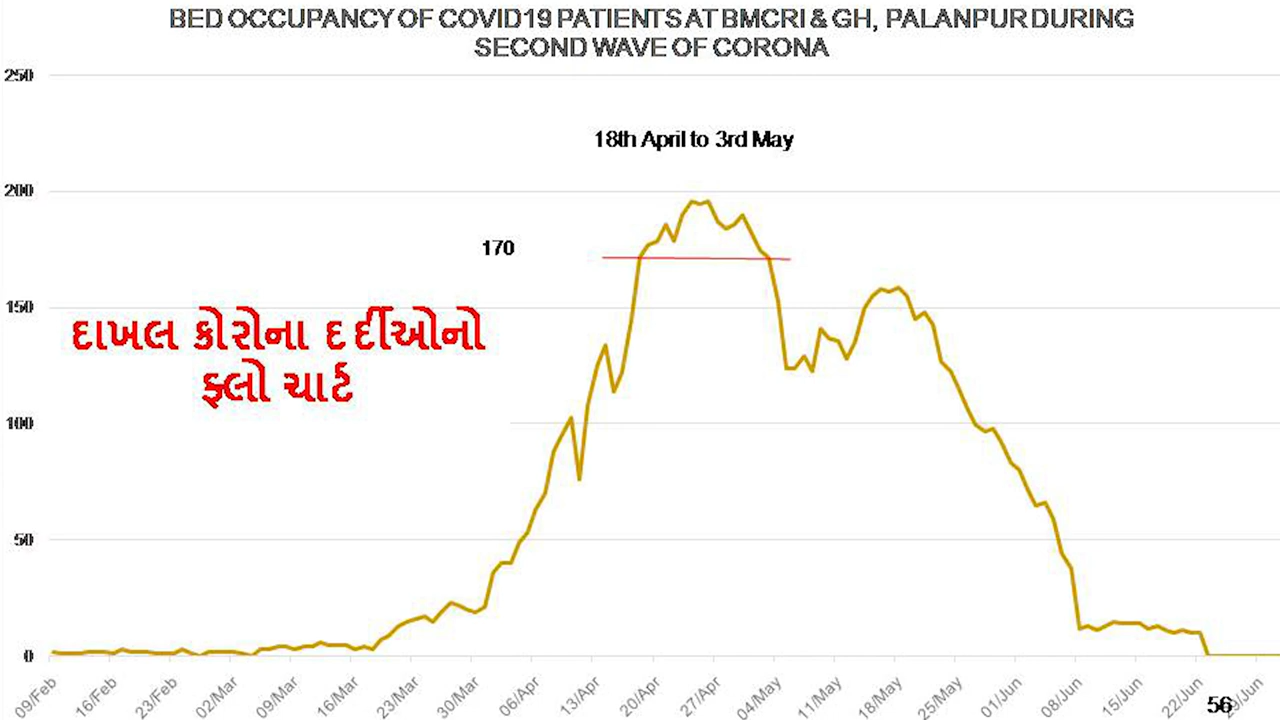 BED OCCUPANCY OF COVID19 PATIENTS AT BMCRI & GH, PALANPUR DURING
SECOND WAVE OF CORONA
250
18th April to 3rd May
200
170
150
દાખલ કોરોના દર્દીઓનો
ફ્લો ચાર્ટ
100
50
0
09/Feb 16/Feb 23/Feb 02/Mar 09/Mar 16/Mar 23/Mar 30/Mar 06/Apr 13/Apr 20/Apr 27/Apr 04/May 11/May 18/May 25/May 01/Jun 08/Jun 15/Jun 22/Jun
56